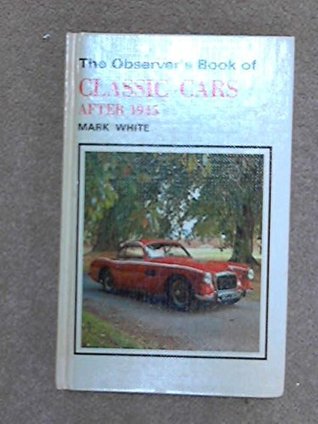 The Observer's Book of
CLASSIC CARS
AFTER 1945
MARK WHITE